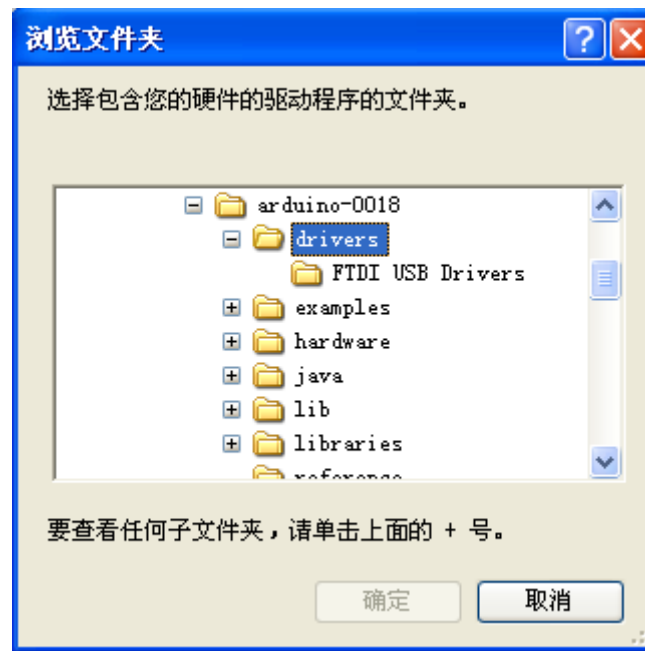 浏览文件夹
选择包含您的硬件的驱动程序的文件夹。
arduino-0018
drivers
FTDI USB Drivers
examples
hardware
java
lib
libraries
reference
要查看任何子文件夹，请单击上面的 + 号。
确定
取消